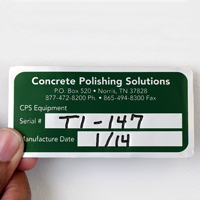 Concrete Polishing Solutions
P.O. Box 520 • Norris, TN 37828
877-472-8200 Ph. • 865-494-8300 Fax
CPS Equipment
Serial # T1-147
Manufacture Date 1/14